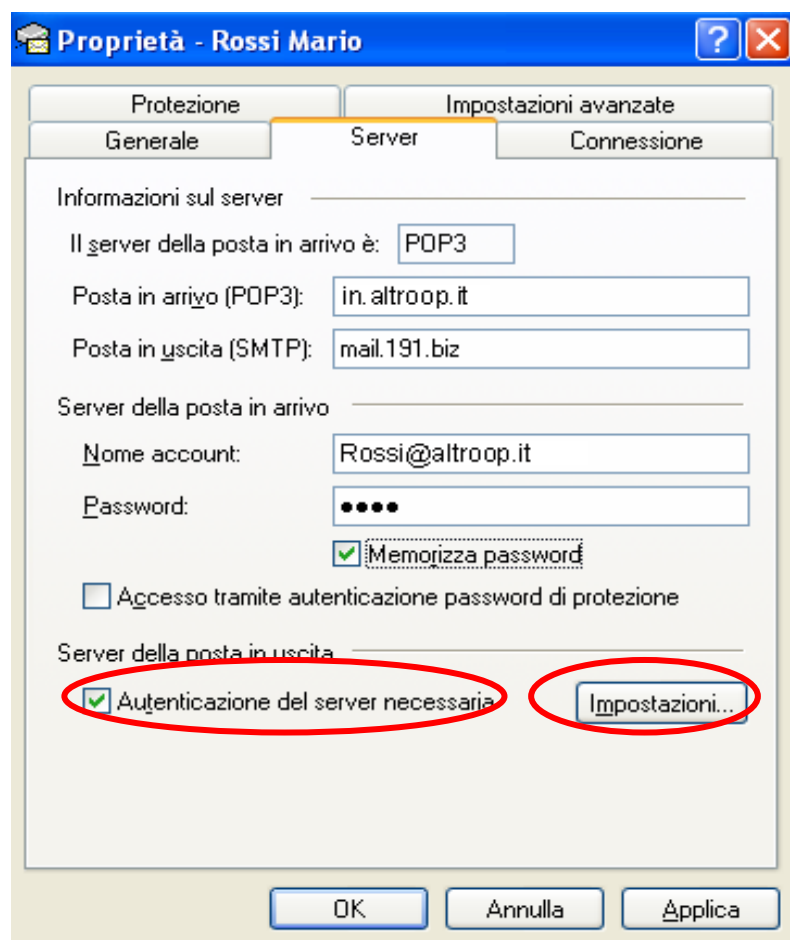 Proprietà - Rossi Mario
Protezione Impostazioni avanzate
Generale Server Connessione
Informazioni sul server
Il server della posta in arrivo è: POP3
Posta in arrivo (POP3): in.altroop.it
Posta in uscita (SMTP): mail.191.biz
Server della posta in arrivo
Nome account: Rossi@altroop.it
Password: ●●●●
Memorizza password
Accesso tramite autenticazione password di protezione
Server della posta in uscita
Autenticazione del server necessaria Impostazioni...
OK Annulla Applica